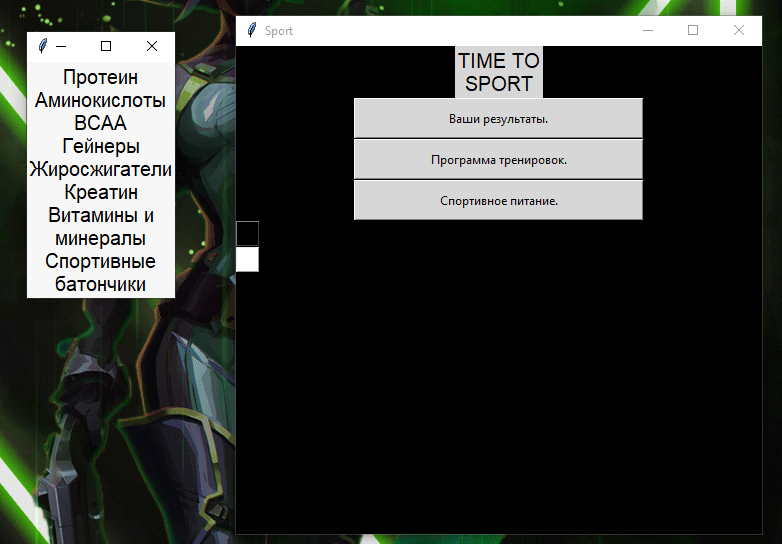 Протеин
Аминокислоты
BCAA
Гейнеры
Жиросжигатели
Креатин
Витамины и
минералы
Спортивные
батончики
Sport
TIME TO
SPORT
Ваши результаты.
Программа тренировок.
Спортивное питание.